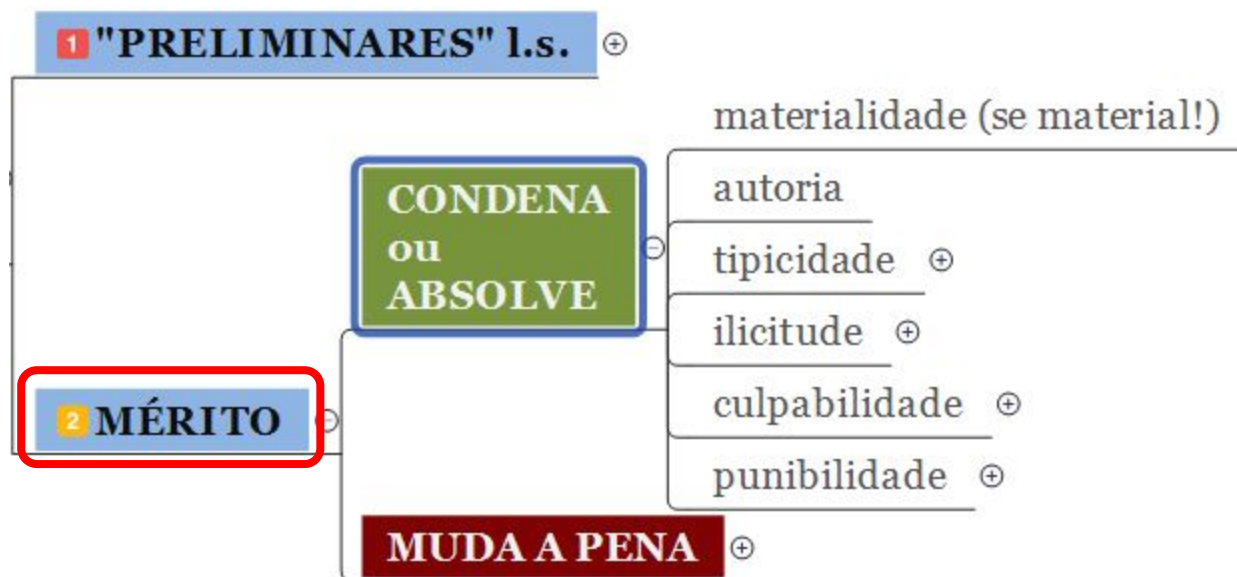 1 "PRELIMINARES" l.s.
materialidade (se material!)
CONDENA
ou
ABSOLVE
autoria
tipicidade
ilicitude
culpabilidade
punibilidade
2 MÉRITO
MUDA A PENA